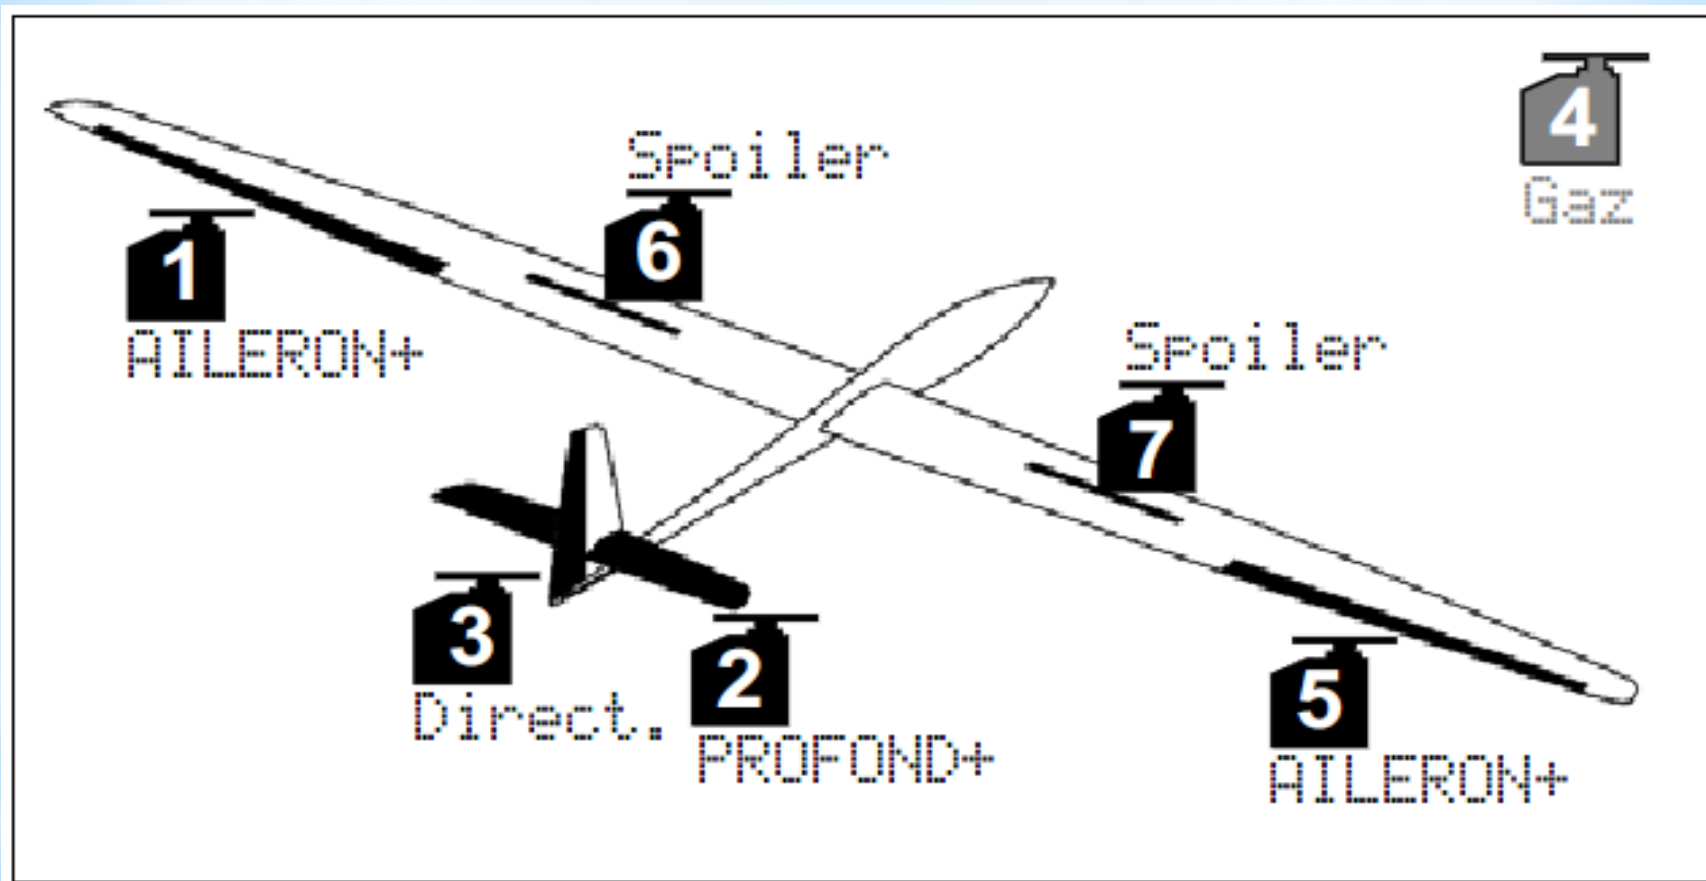 4
Gaz
Spoiler
6
1
AILERON+
Spoiler
7
3
Direct.
2
PROFOND+
5
AILERON+